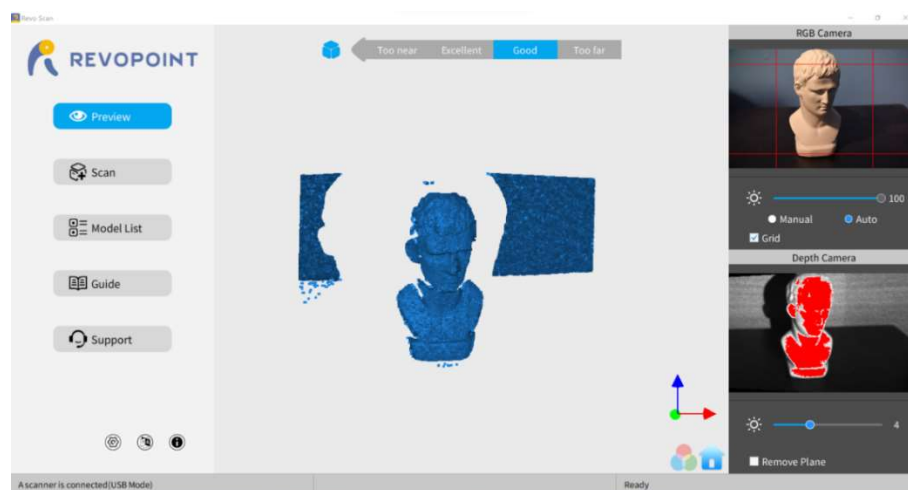 Revo Scan
REVOPOINT
Preview
Scan
Model List
Guide
Support
Too near
Excellent
Good
Too far
RGB Camera
100
Manual
Auto
Grid
Depth Camera
4
Remove Plane
A scanner is connected(USB Mode)
Ready